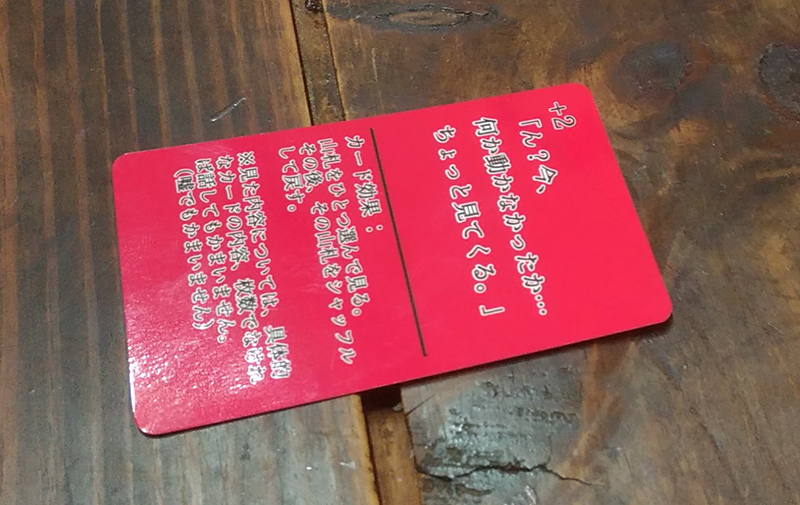 +2
「ん？今、
何か動かなかったか…
ちょっと見てくる。」
カード効果：
山札をひとつ選んで見る。
その後、その山札をシャッフル
して戻す。
※見た内容については、具体的
なカードの内容、枚数でなけれ
ば話してもかまいません。
(嘘でもかまいません)